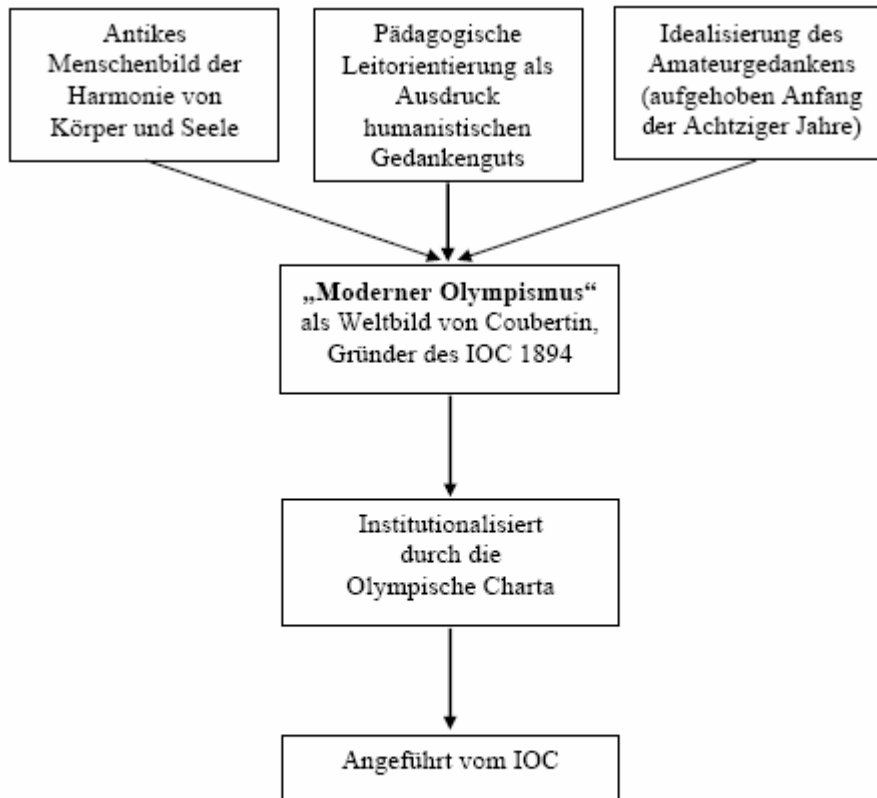 Antikes
Menschenbild der
Harmonie von
Körper und Seele
Pädagogische
Leitorientierung als
Ausdruck
humanistischen
Gedankenguts
Idealisierung des
Amateurgedankens
(aufgehoben Anfang
der Achtziger Jahre)
„Moderner Olympismus“
als Weltbild von Coubertin,
Gründer des IOC 1894
Institutionalisiert
durch die
Olympische Charta
Angeführt vom IOC